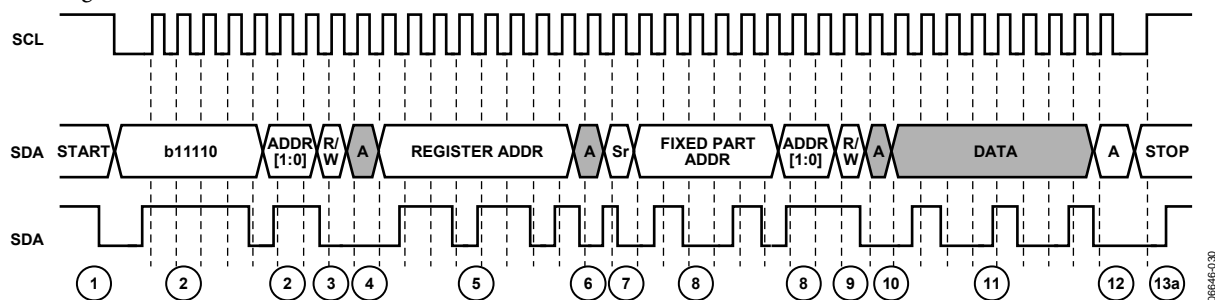 SCL
SDA START b11110 ADDR [1:0] R/W A REGISTER ADDR A Sr FIXED PART ADDR ADDR [1:0] R/W A DATA A STOP
SDA
1 2 2 3 4 5 6 7 8 8 9 10 11 12 13a
06646-030